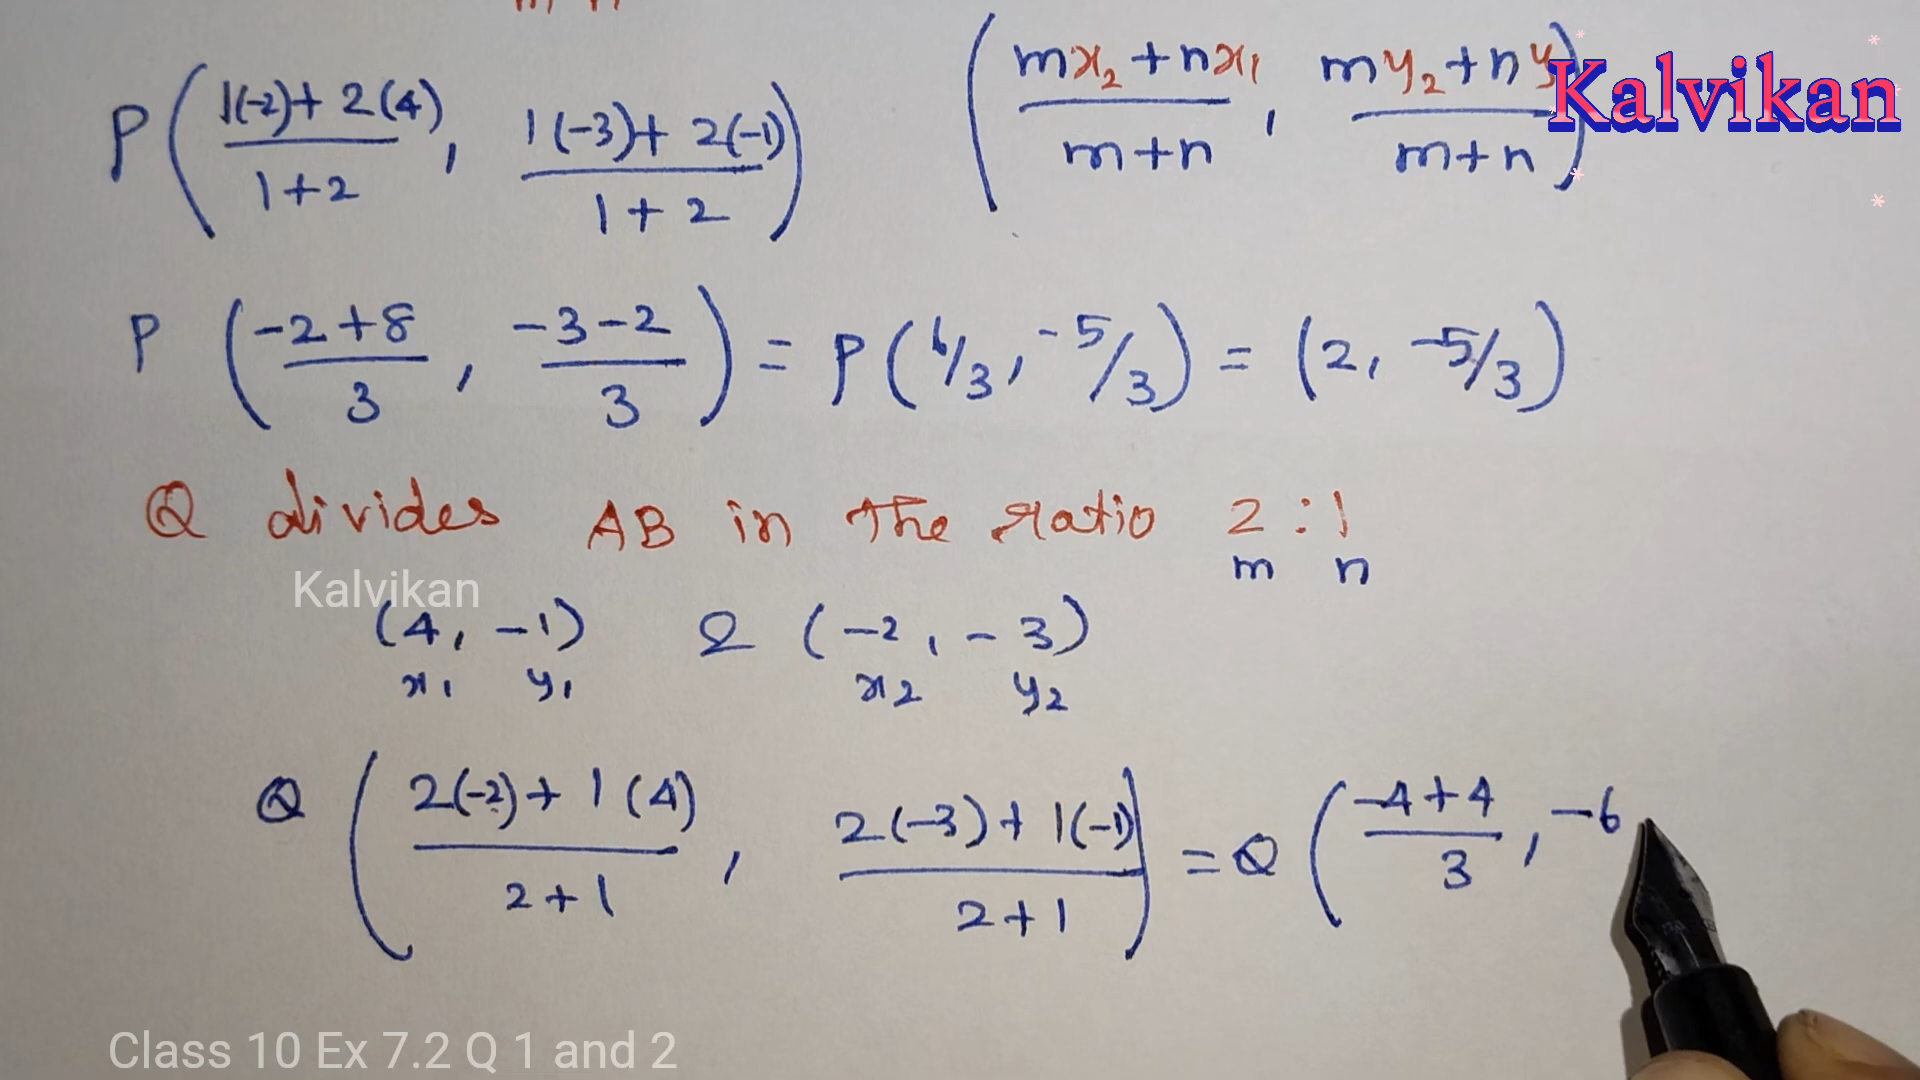 m n
P ( 1(-2)+ 2(4) / 1+2 , 1(-3)+ 2(-1) / 1+2 )
( mx₂+nx₁ / m+n , my₂+ny / m+n )
Kalvikan
P ( -2+8 / 3 , -3-2 / 3 ) = P ( 6/3 , -5/3 ) = (2, -5/3)
Q divides AB in the ratio 2 : 1
m n
Kalvikan
(4, -1) & (-2, -3)
x₁ y₁ x₂ y₂
Q ( 2(-2)+ 1(4) / 2+1 , 2(-3)+ 1(-1) / 2+1 ) = Q ( -4+4 / 3 , -6
Class 10 Ex 7.2 Q 1 and 2